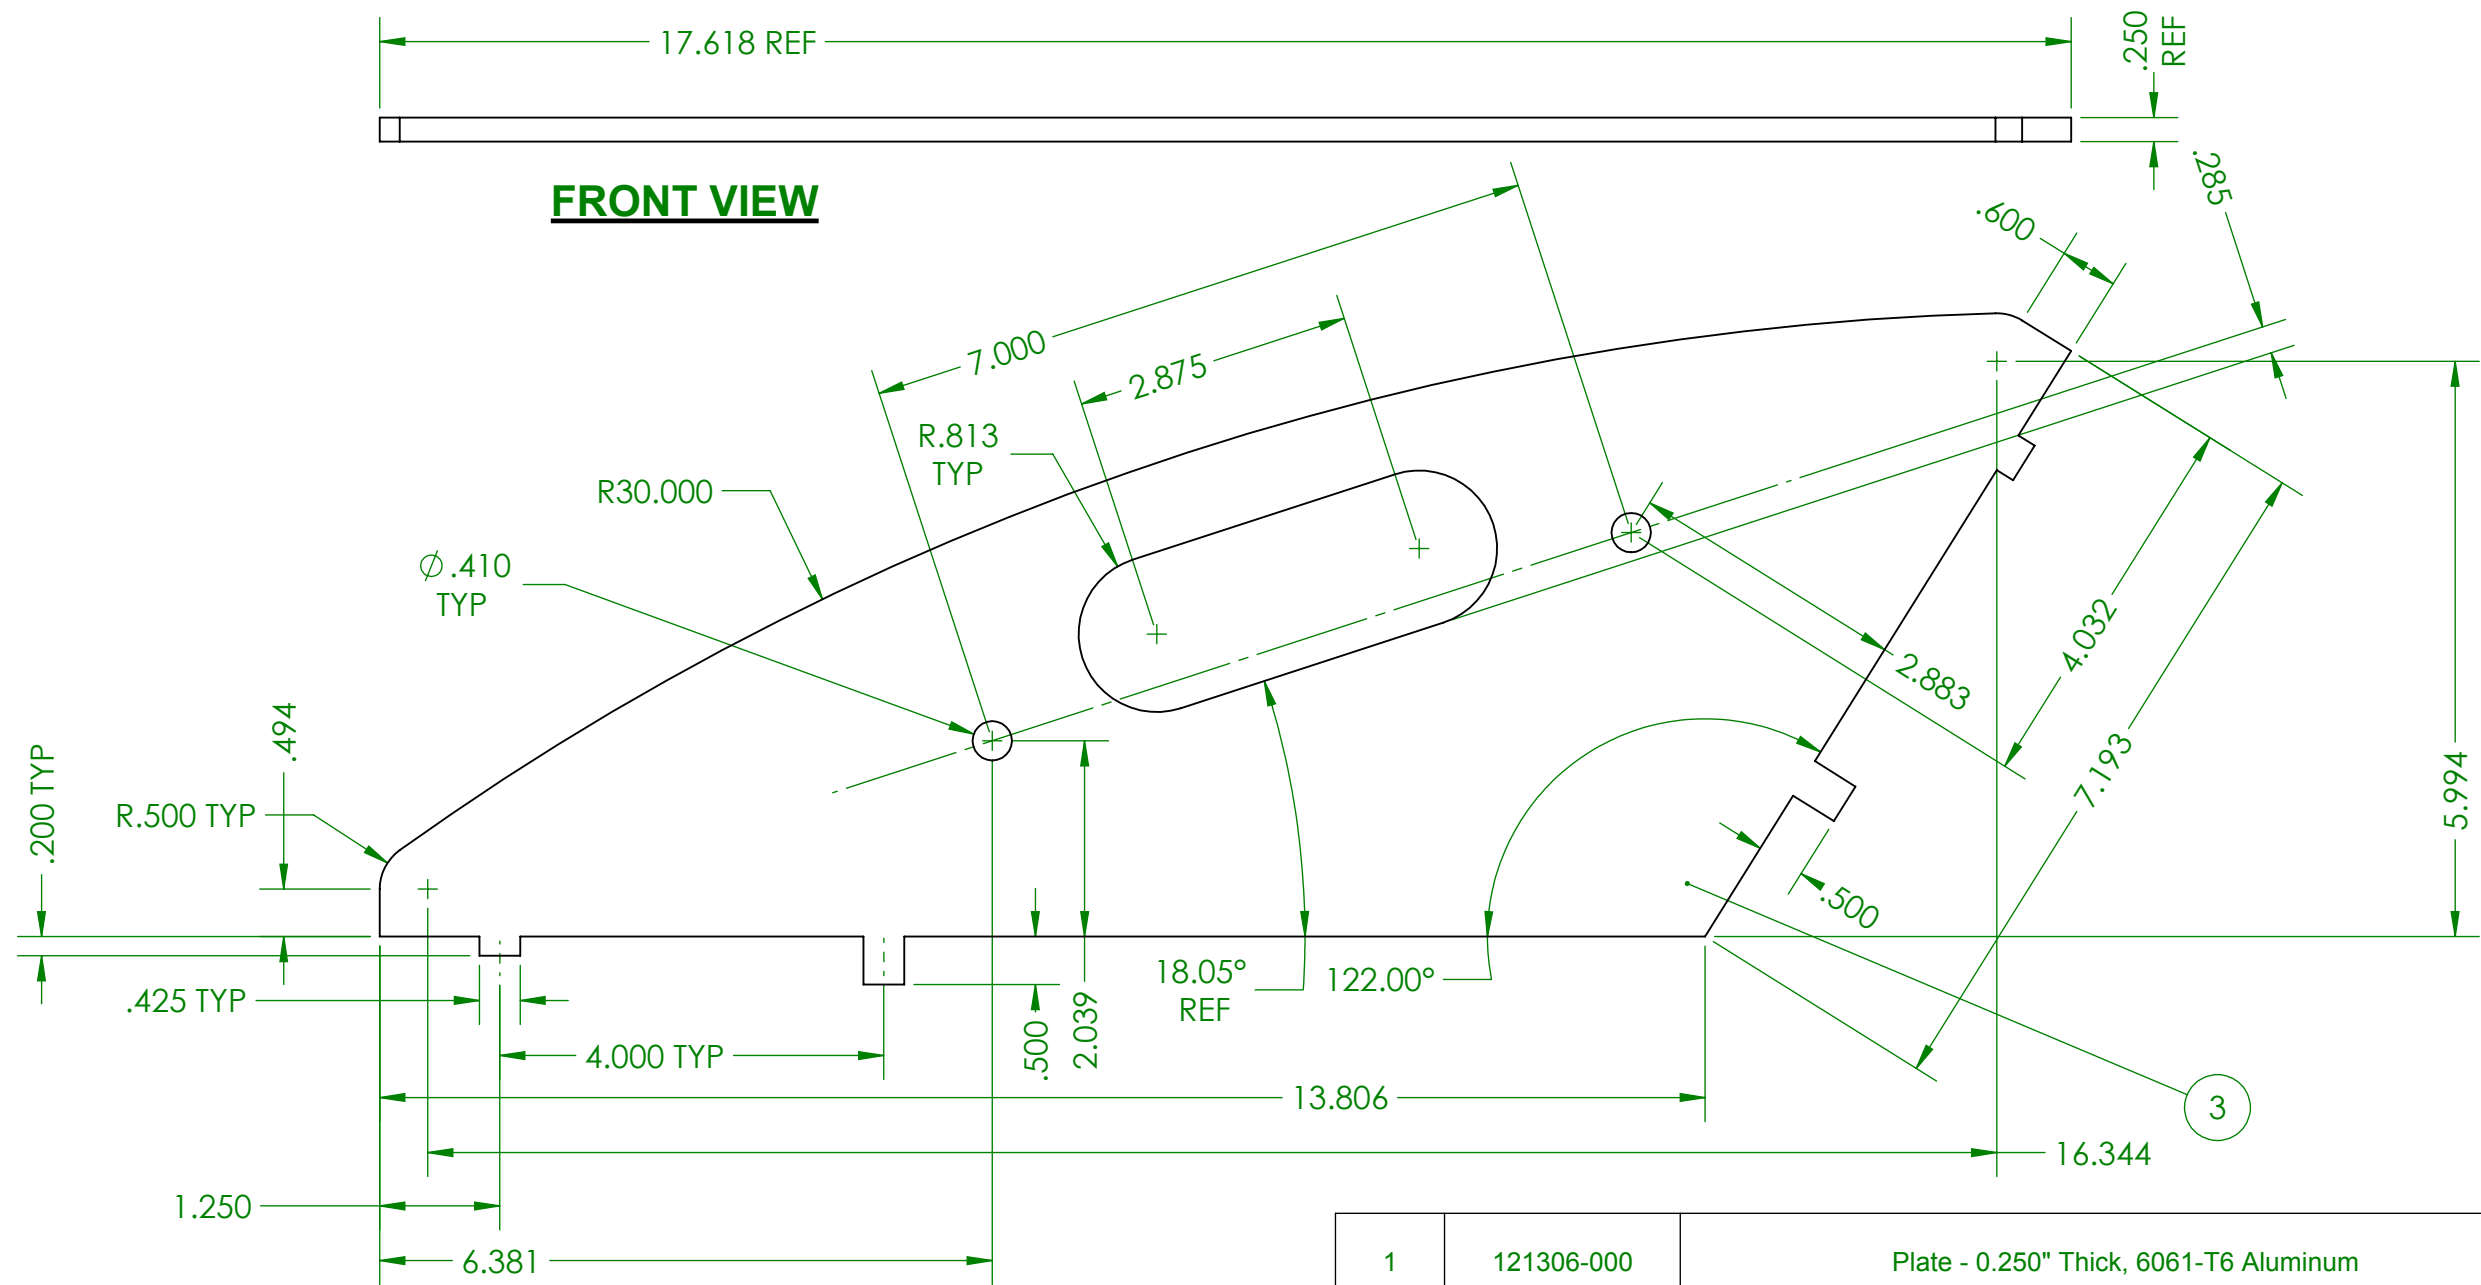 17.618 REF
.250
REF
FRONT VIEW
.285
.600
7.000
2.875
R.813
TYP
R30.000
⌀ .410
TYP
4.032
2.883
.494
.200 TYP
R.500 TYP
7.193
5.994
.500
.425 TYP
18.05°
REF
122.00°
.500
2.039
4.000 TYP
13.806
3
16.344
1.250
6.381
1 121306-000 Plate - 0.250" Thick, 6061-T6 Aluminum